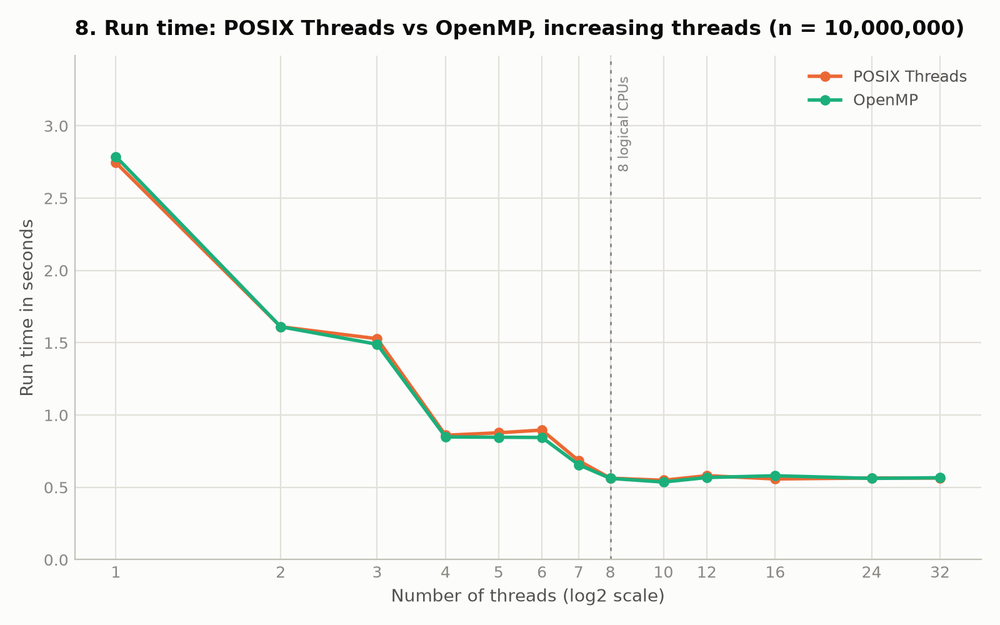 8. Run time: POSIX Threads vs OpenMP, increasing threads (n = 10,000,000)
POSIX Threads
OpenMP
8 logical CPUs
Run time in seconds
3.0
2.5
2.0
1.5
1.0
0.5
0.0
1 2 3 4 5 6 7 8 10 12 16 24 32
Number of threads (log2 scale)